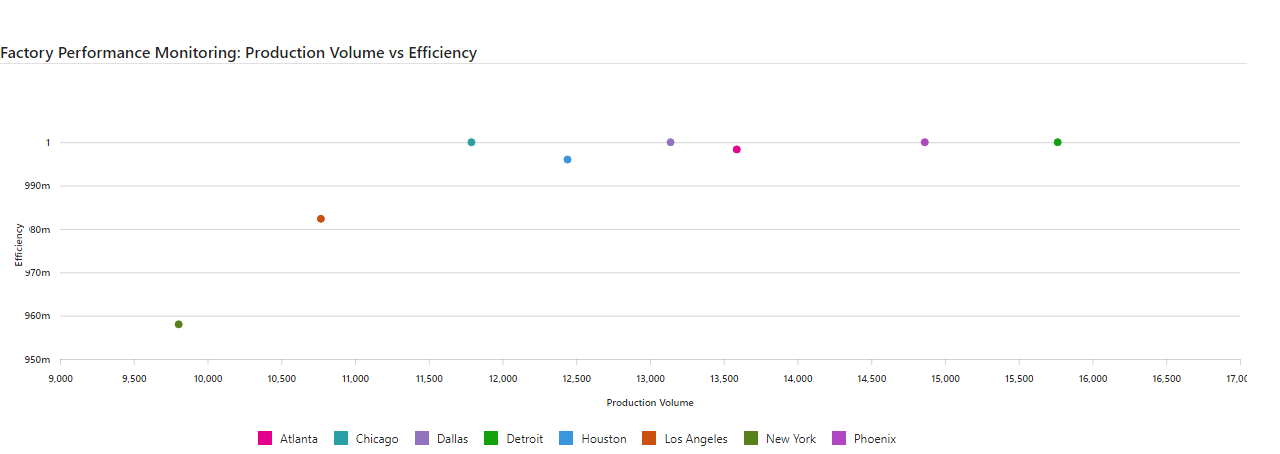 Factory Performance Monitoring: Production Volume vs Efficiency
1
990m
80m
970m
960m
950m
Efficiency
9,000 9,500 10,000 10,500 11,000 11,500 12,000 12,500 13,000 13,500 14,000 14,500 15,000 15,500 16,000 16,500 17,00
Production Volume
Atlanta Chicago Dallas Detroit Houston Los Angeles New York Phoenix